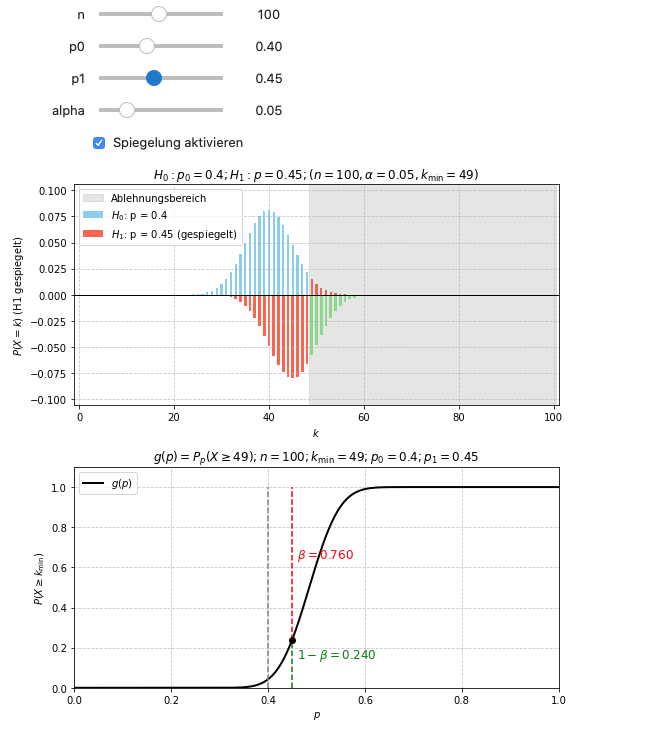 n 100
p0 0.40
p1 0.45
alpha 0.05
Spiegelung aktivieren
H₀ : p₀ = 0.4; H₁ : p = 0.45; (n = 100, α = 0.05, kₘᵢₙ = 49)
Ablehnungsbereich
H₀: p = 0.4
H₁: p = 0.45 (gespiegelt)
P(X = k) (H1 gespiegelt)
0.100
0.075
0.050
0.025
0.000
−0.025
−0.050
−0.075
−0.100
0 20 40 60 80 100
k
g(p) = Pₚ(X ≥ 49); n = 100; kₘᵢₙ = 49; p₀ = 0.4; p₁ = 0.45
g(p)
P(X ≥ kₘᵢₙ)
1.0
0.8
β = 0.760
0.6
0.4
0.2
1 − β = 0.240
0.0
0.0 0.2 0.4 0.6 0.8 1.0
p